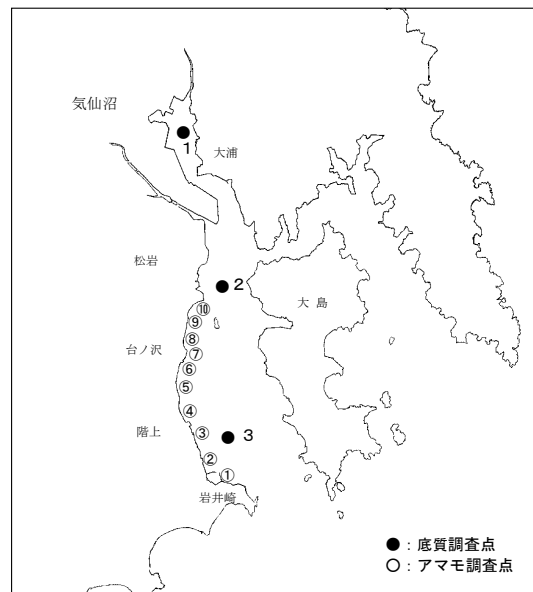 気仙沼
1
大浦
松岩
2
大 島
⑩
⑨
⑧
台ノ沢
⑦
⑥
⑤
④
階上
③
3
②
①
岩井崎
●：底質調査点
○：アマモ調査点